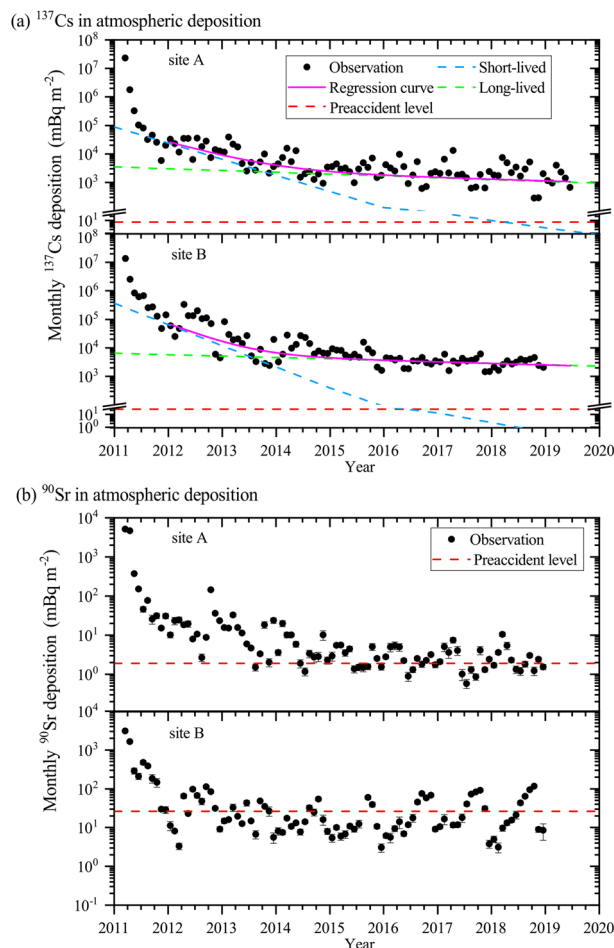 (a) ¹³⁷Cs in atmospheric deposition
site A
Observation
Short-lived
Regression curve
Long-lived
Preaccident level
10⁸
10⁷
10⁶
10⁵
10⁴
10³
10¹
site B
10⁸
10⁷
10⁶
10⁵
10⁴
10³
10¹
10⁰
Monthly ¹³⁷Cs deposition (mBq m⁻²)
2011 2012 2013 2014 2015 2016 2017 2018 2019 2020
Year
(b) ⁹⁰Sr in atmospheric deposition
site A
Observation
Preaccident level
10⁴
10³
10²
10¹
10⁰
site B
10⁴
10³
10²
10¹
10⁰
10⁻¹
Monthly ⁹⁰Sr deposition (mBq m⁻²)
2011 2012 2013 2014 2015 2016 2017 2018 2019 2020
Year